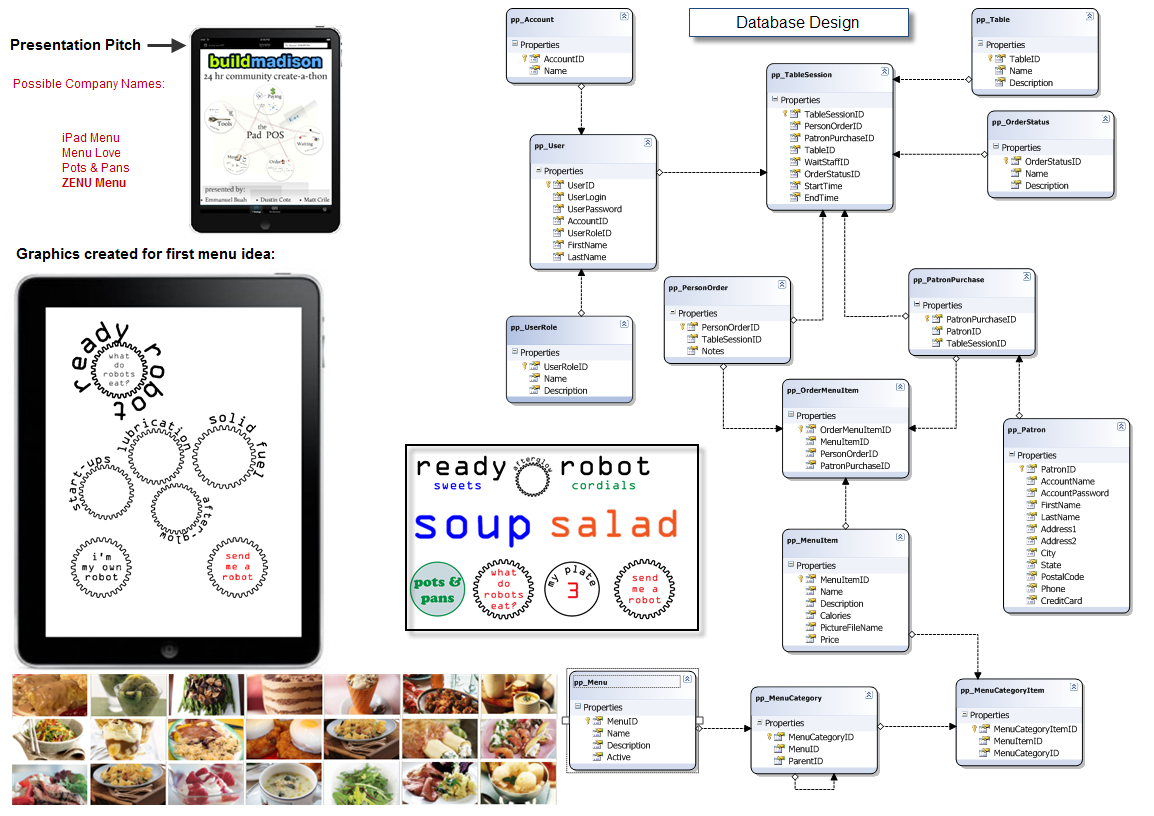 Presentation Pitch
Possible Company Names:
iPad Menu
Menu Love
Pots & Pans
ZENU Menu
buildmadison
24 hr community create-a-thon
Paying
Tools
the
Pad POS
Waiting
Order
presented by:
• Emmanuel Buah • Dustin Cote • Matt Crile
Graphics created for first menu idea:
ready robot
what
do
robots
eat?
lubrication
solid fuel
start-ups
after-glow
i'm
my own
robot
send
me a
robot
ready afterglow robot
sweets cordials
soup salad
pots &
pans
what
do
robots
eat?
my plate
3
send
me a
robot
Database Design
pp_Account
Properties
AccountID
Name
pp_User
Properties
UserID
UserLogin
UserPassword
AccountID
UserRoleID
FirstName
LastName
pp_UserRole
Properties
UserRoleID
Name
Description
pp_TableSession
Properties
TableSessionID
PersonOrderID
PatronPurchaseID
TableID
WaitStaffID
OrderStatusID
StartTime
EndTime
pp_Table
Properties
TableID
Name
Description
pp_OrderStatus
Properties
OrderStatusID
Name
Description
pp_PersonOrder
Properties
PersonOrderID
TableSessionID
Notes
pp_PatronPurchase
Properties
PatronPurchaseID
PatronID
TableSessionID
pp_OrderMenuItem
Properties
OrderMenuItemID
MenuItemID
PersonOrderID
PatronPurchaseID
pp_Patron
Properties
PatronID
AccountName
AccountPassword
FirstName
LastName
Address1
Address2
City
State
PostalCode
Phone
CreditCard
pp_MenuItem
Properties
MenuItemID
Name
Description
Calories
PictureFileName
Price
pp_Menu
Properties
MenuID
Name
Description
Active
pp_MenuCategory
Properties
MenuCategoryID
MenuID
ParentID
pp_MenuCategoryItem
Properties
MenuCategoryItemID
MenuItemID
MenuCategoryID